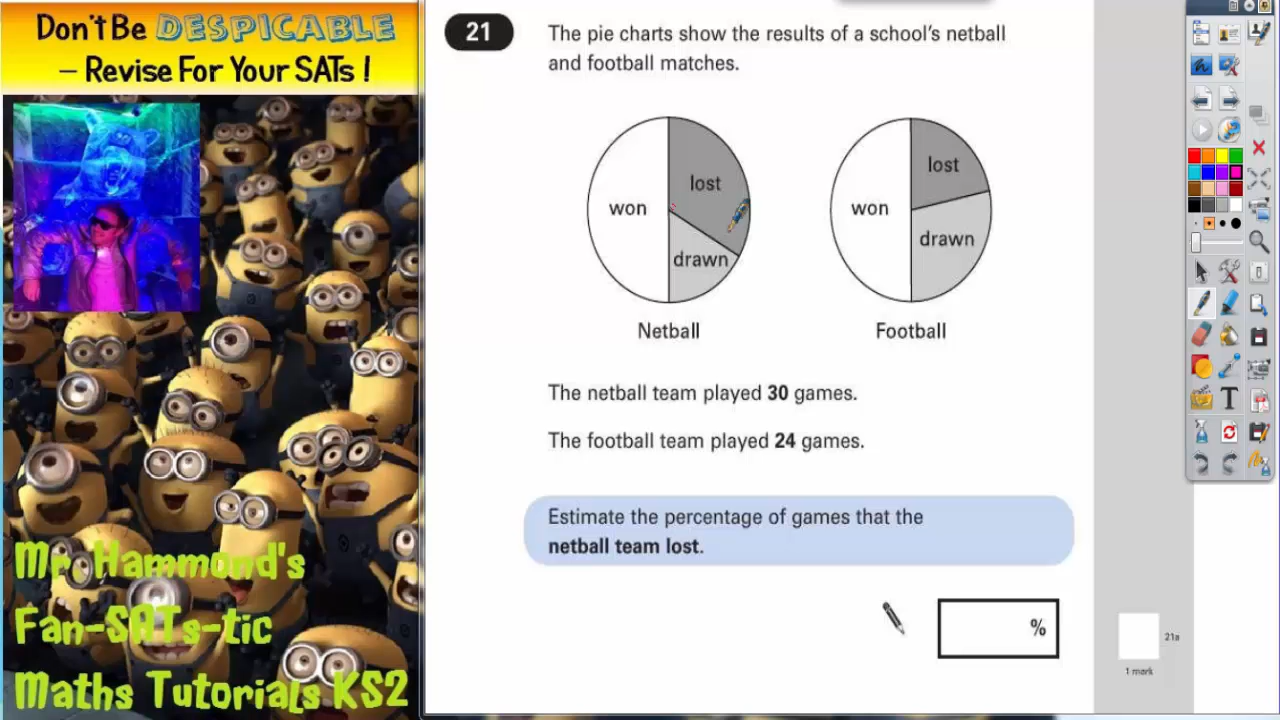 Don't Be DESPICABLE
– Revise For Your SATs !
Mr. Hammond's
Fan-SATs-tic
Maths Tutorials KS2
21
The pie charts show the results of a school's netball
and football matches.
won
lost
drawn
Netball
won
lost
drawn
Football
The netball team played 30 games.
The football team played 24 games.
Estimate the percentage of games that the
netball team lost.
%
21a
1 mark